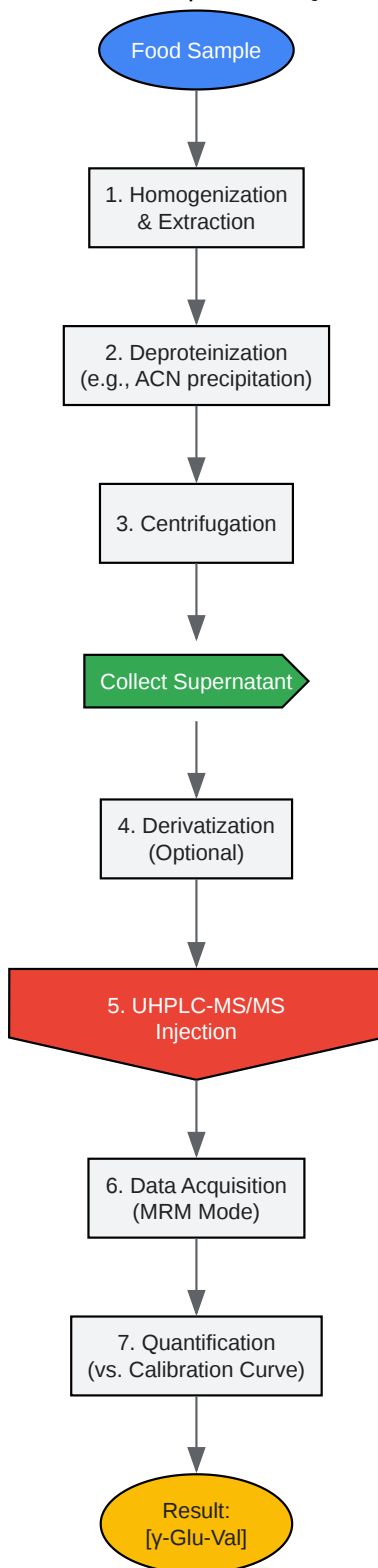 Food Sample
1. Homogenization
& Extraction
2. Deproteinization
(e.g., ACN precipitation)
3. Centrifugation
Collect Supernatant
4. Derivatization
(Optional)
5. UHPLC-MS/MS
Injection
6. Data Acquisition
(MRM Mode)
7. Quantification
(vs. Calibration Curve)
Result:
[γ-Glu-Val]